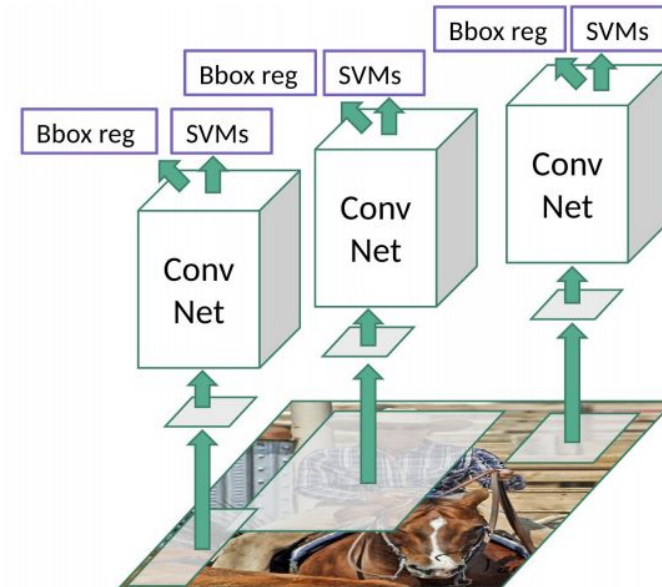 Bbox reg SVMs
Bbox reg SVMs
Bbox reg SVMs
Conv
Net
Conv
Net
Conv
Net